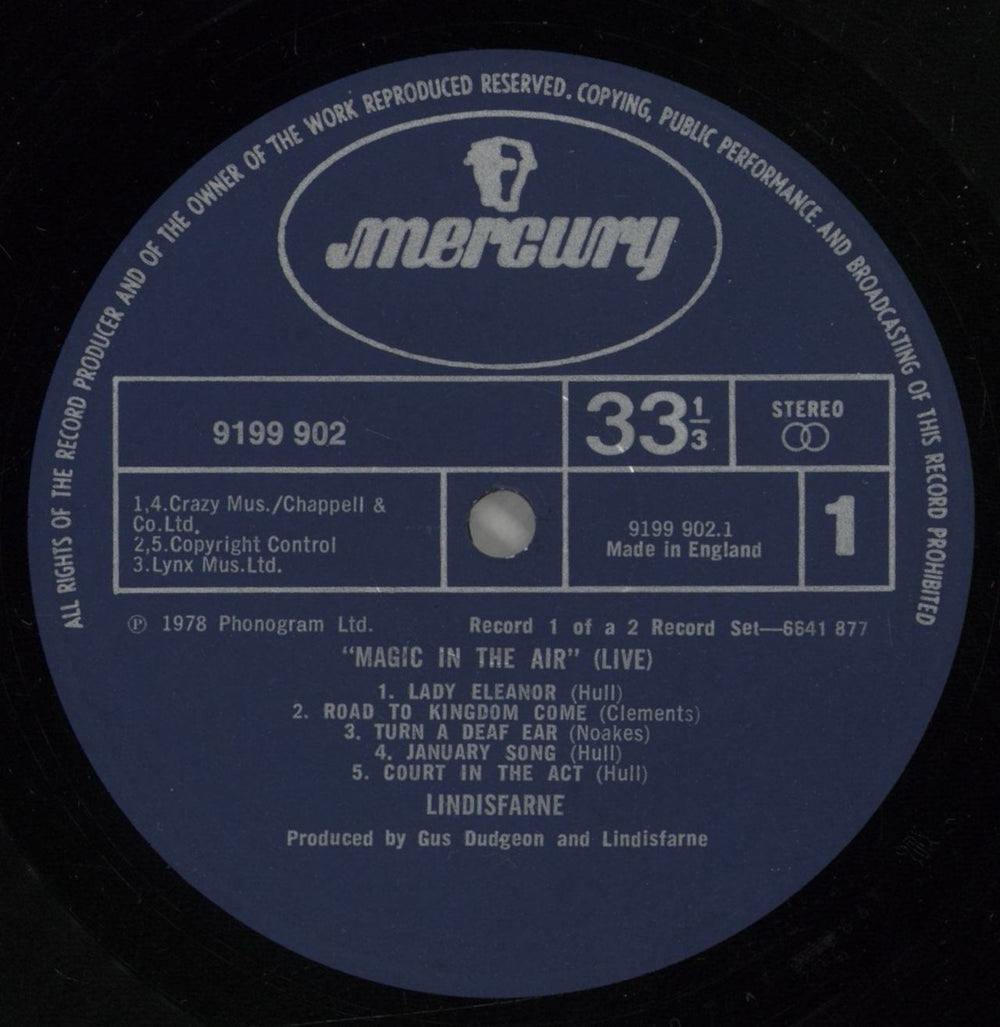 ALL RIGHTS OF THE RECORD PRODUCER AND OF THE OWNER OF THE WORK REPRODUCED RESERVED. COPYING, PUBLIC PERFORMANCE AND BROADCASTING OF THIS RECORD PROHIBITED
mercury
9199 902
33 1/3
STEREO
1,4.Crazy Mus./Chappell &
Co.Ltd.
2,5.Copyright Control
3.Lynx Mus.Ltd.
9199 902.1
Made in England
1
℗ 1978 Phonogram Ltd.
Record 1 of a 2 Record Set—6641 877
“MAGIC IN THE AIR” (LIVE)
1. LADY ELEANOR (Hull)
2. ROAD TO KINGDOM COME (Clements)
3. TURN A DEAF EAR (Noakes)
4. JANUARY SONG (Hull)
5. COURT IN THE ACT (Hull)
LINDISFARNE
Produced by Gus Dudgeon and Lindisfarne